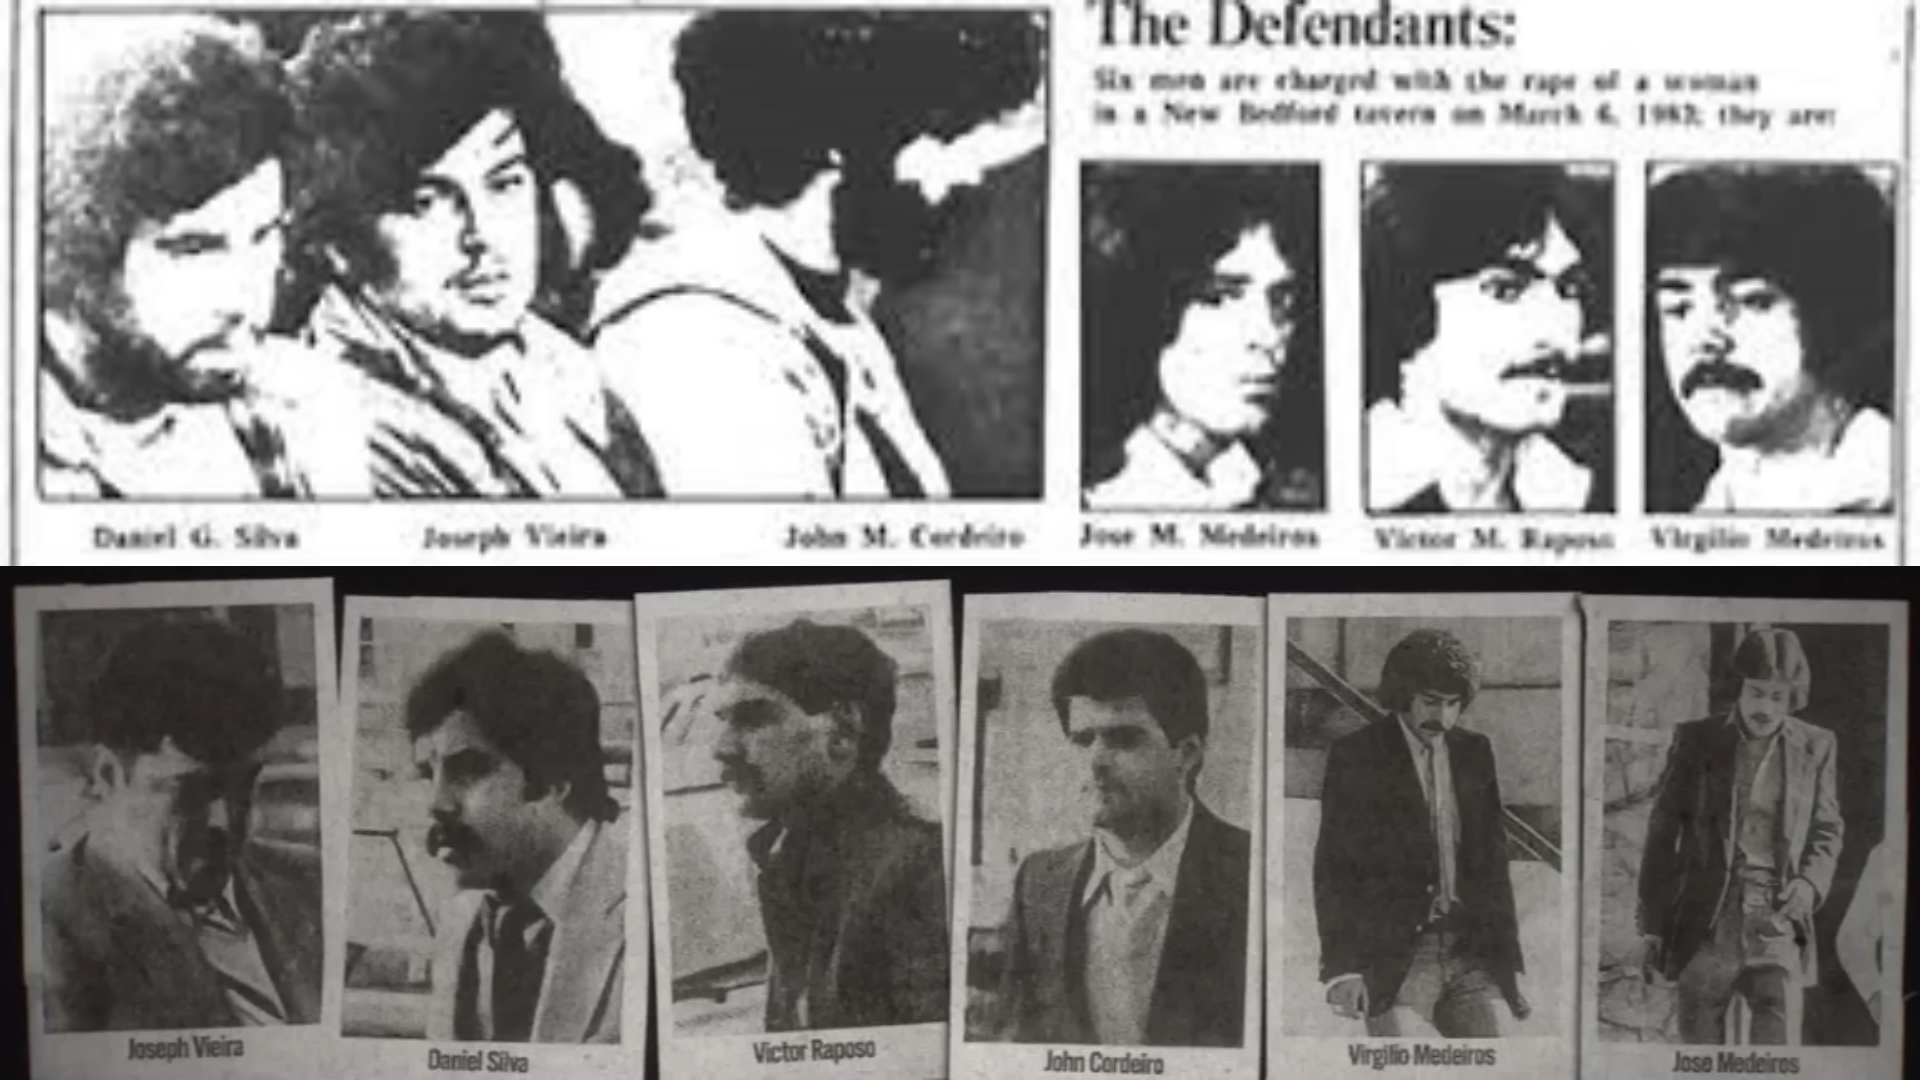 The Defendants:
Six men are charged with the rape of a woman
in a New Bedford tavern on March 6, 1983; they are:
Daniel G. Silva
Joseph Vieira
John M. Cordeiro
Jose M. Medeiros
Victor M. Raposo
Virgilio Medeiros
Joseph Vieira
Daniel Silva
Victor Raposo
John Cordeiro
Virgilio Medeiros
Jose Medeiros